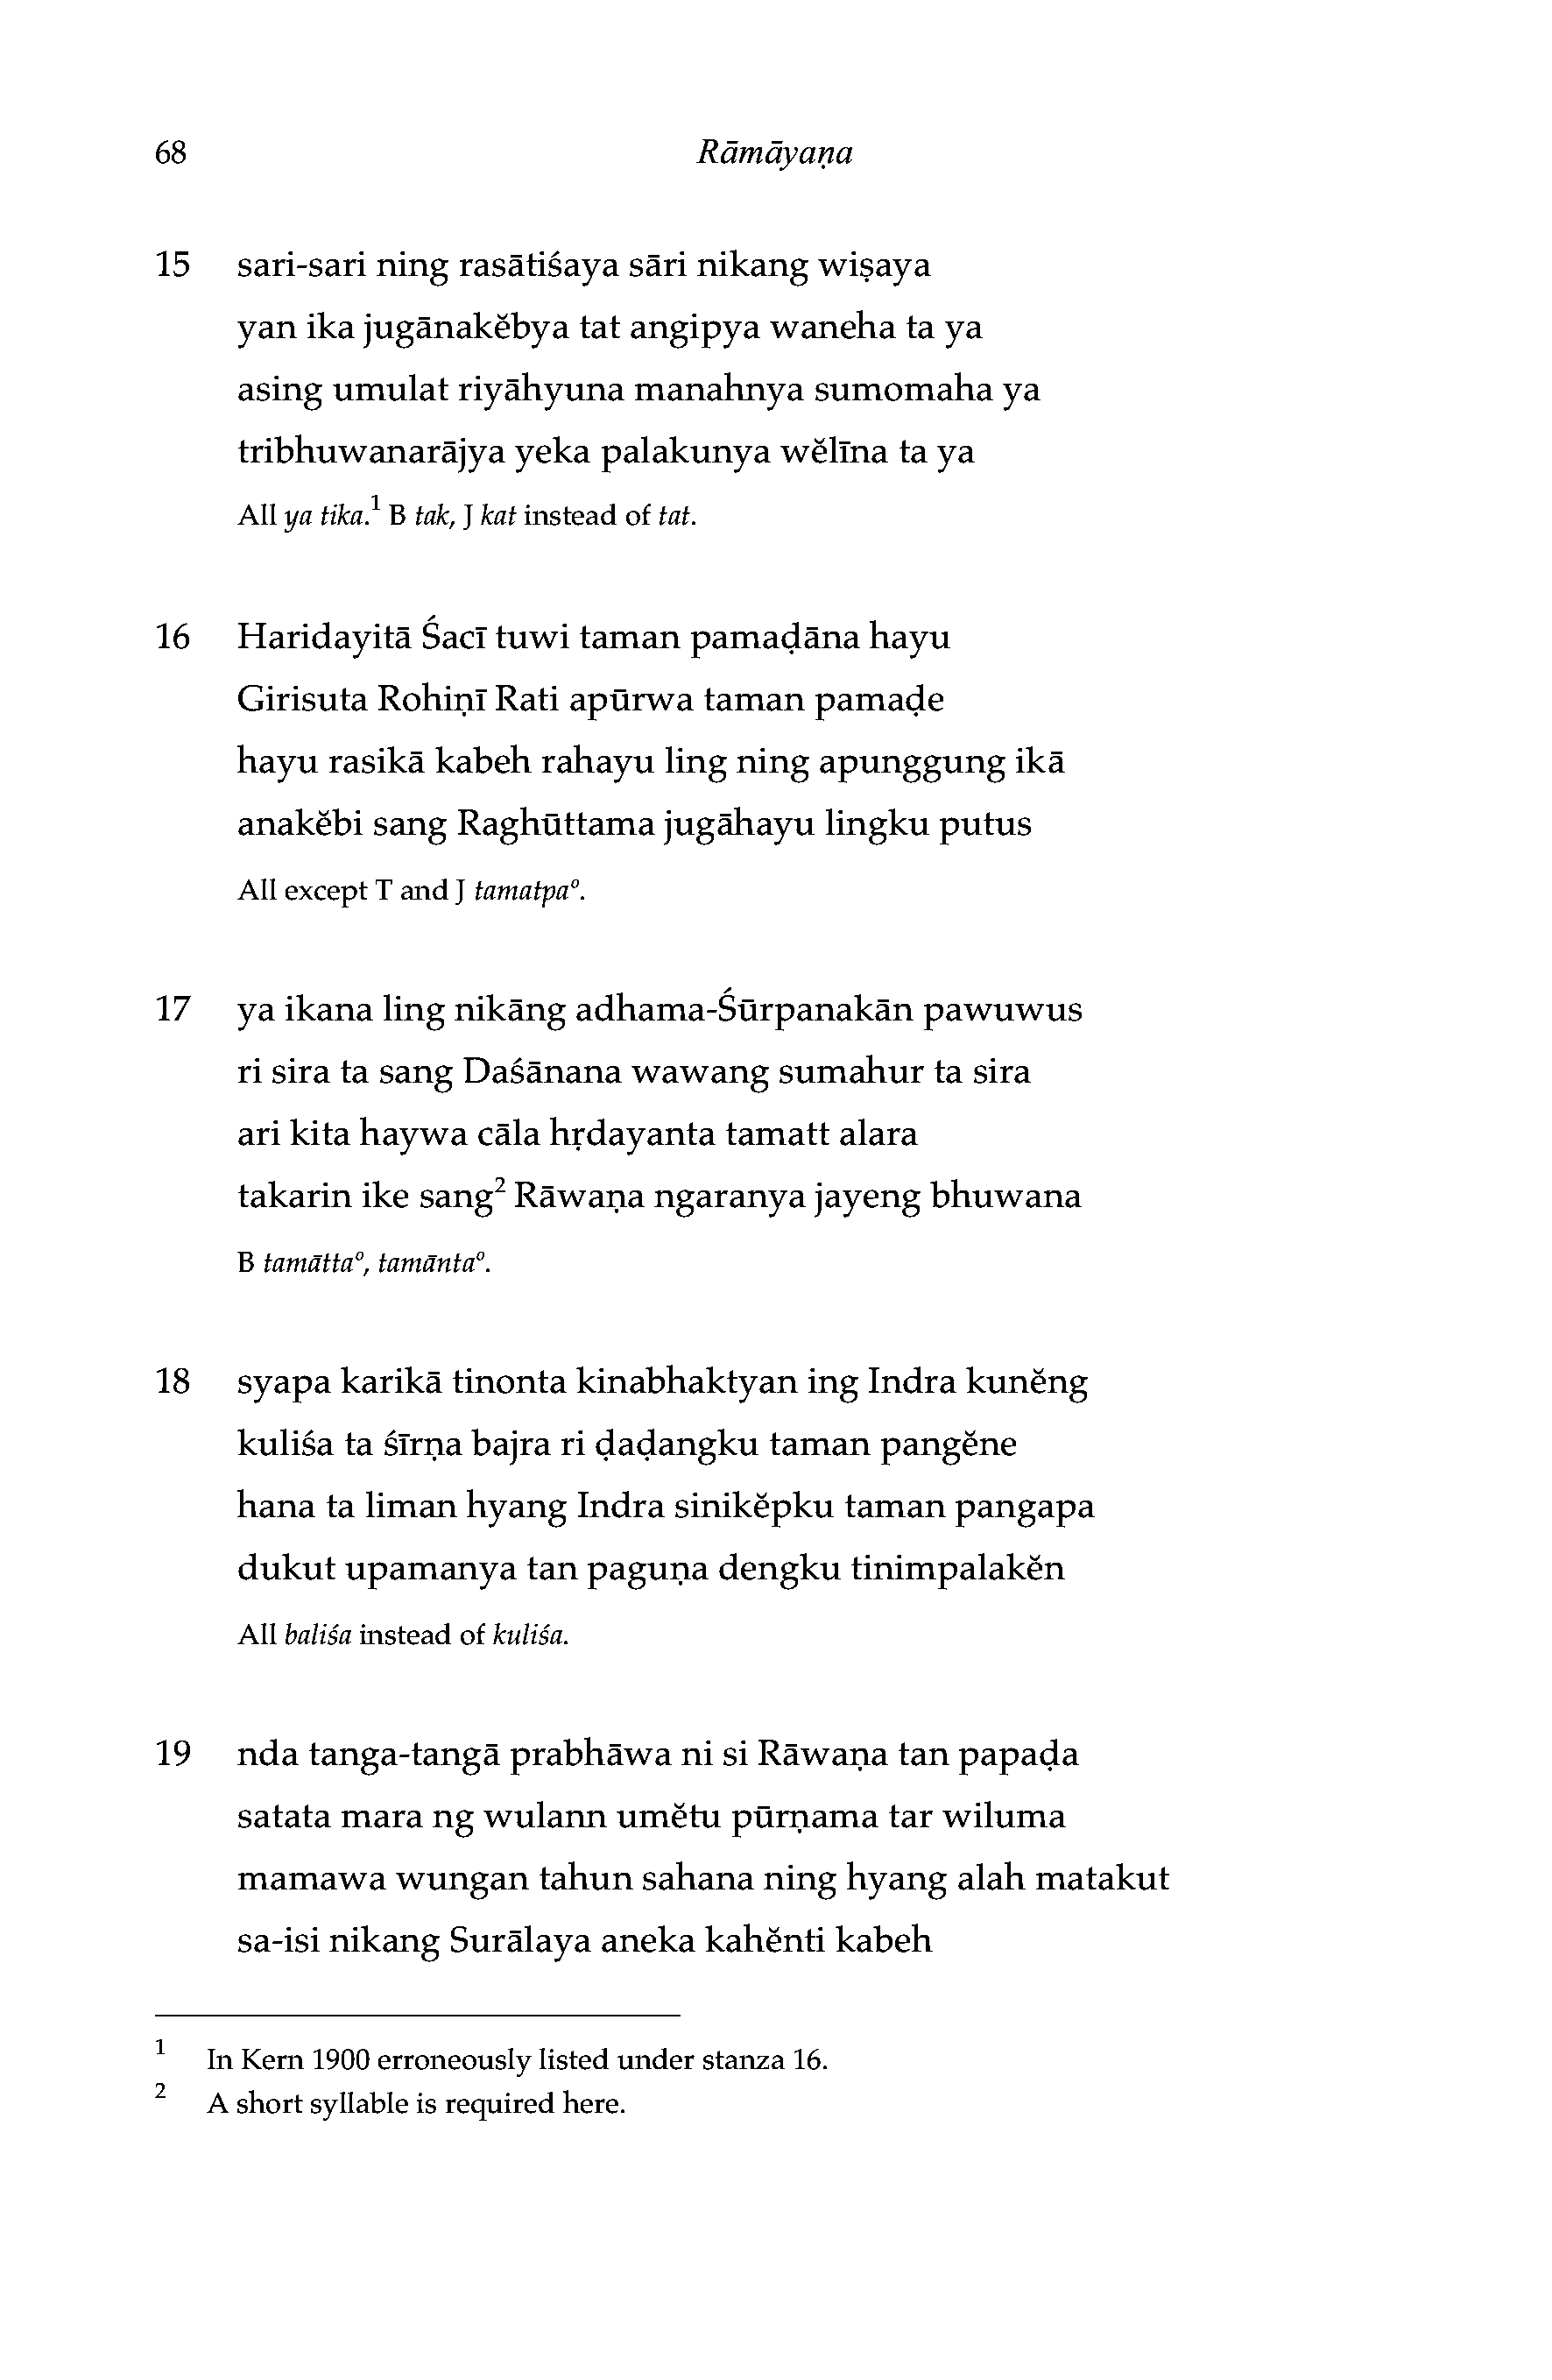 68 Rāmāyaṇa
15 sari-sari ning rasātiśaya sāri nikang wiṣaya
yan ika jugānakĕbya tat angipya waneha ta ya
asing umulat riyāhyuna manahnya sumomaha ya
tribhuwanarājya yeka palakunya wĕlīna ta ya
All ya tika.¹ B tak, J kat instead of tat.
16 Haridayitā Śacī tuwi taman pamaḍāna hayu
Girisuta Rohiṇī Rati apūrwa taman pamaḍe
hayu rasikā kabeh rahayu ling ning apunggung ikā
anakĕbi sang Raghūttama jugāhayu lingku putus
All except T and J tamatpaº.
17 ya ikana ling nikāng adhama-Śūrpanakān pawuwus
ri sira ta sang Daśānana wawang sumahur ta sira
ari kita haywa cāla hṛdayanta tamatt alara
takarin ike sang² Rāwaṇa ngaranya jayeng bhuwana
B tamāttaº, tamāntaº.
18 syapa karikā tinonta kinabhaktyan ing Indra kunĕng
kuliśa ta śīrṇa bajra ri ḍaḍangku taman pangĕne
hana ta liman hyang Indra sinikĕpku taman pangapa
dukut upamanya tan paguṇa dengku tinimpalakĕn
All baliśa instead of kuliśa.
19 nda tanga-tangā prabhāwa ni si Rāwaṇa tan papaḍa
satata mara ng wulann umĕtu pūrṇama tar wiluma
mamawa wungan tahun sahana ning hyang alah matakut
sa-isi nikang Surālaya aneka kahĕnti kabeh
1 In Kern 1900 erroneously listed under stanza 16.
2 A short syllable is required here.